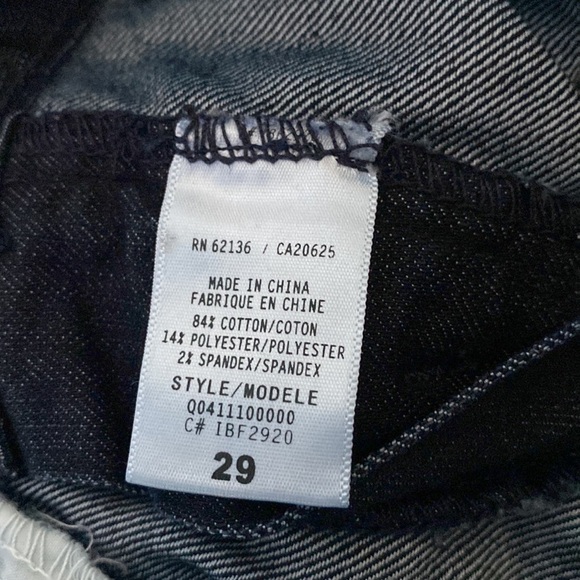 RN 62136 / CA20625
MADE IN CHINA
FABRIQUE EN CHINE
84% COTTON/COTON
14% POLYESTER/POLYESTER
2% SPANDEX/SPANDEX
STYLE/MODELE
Q0411100000
C# IBF2920
29